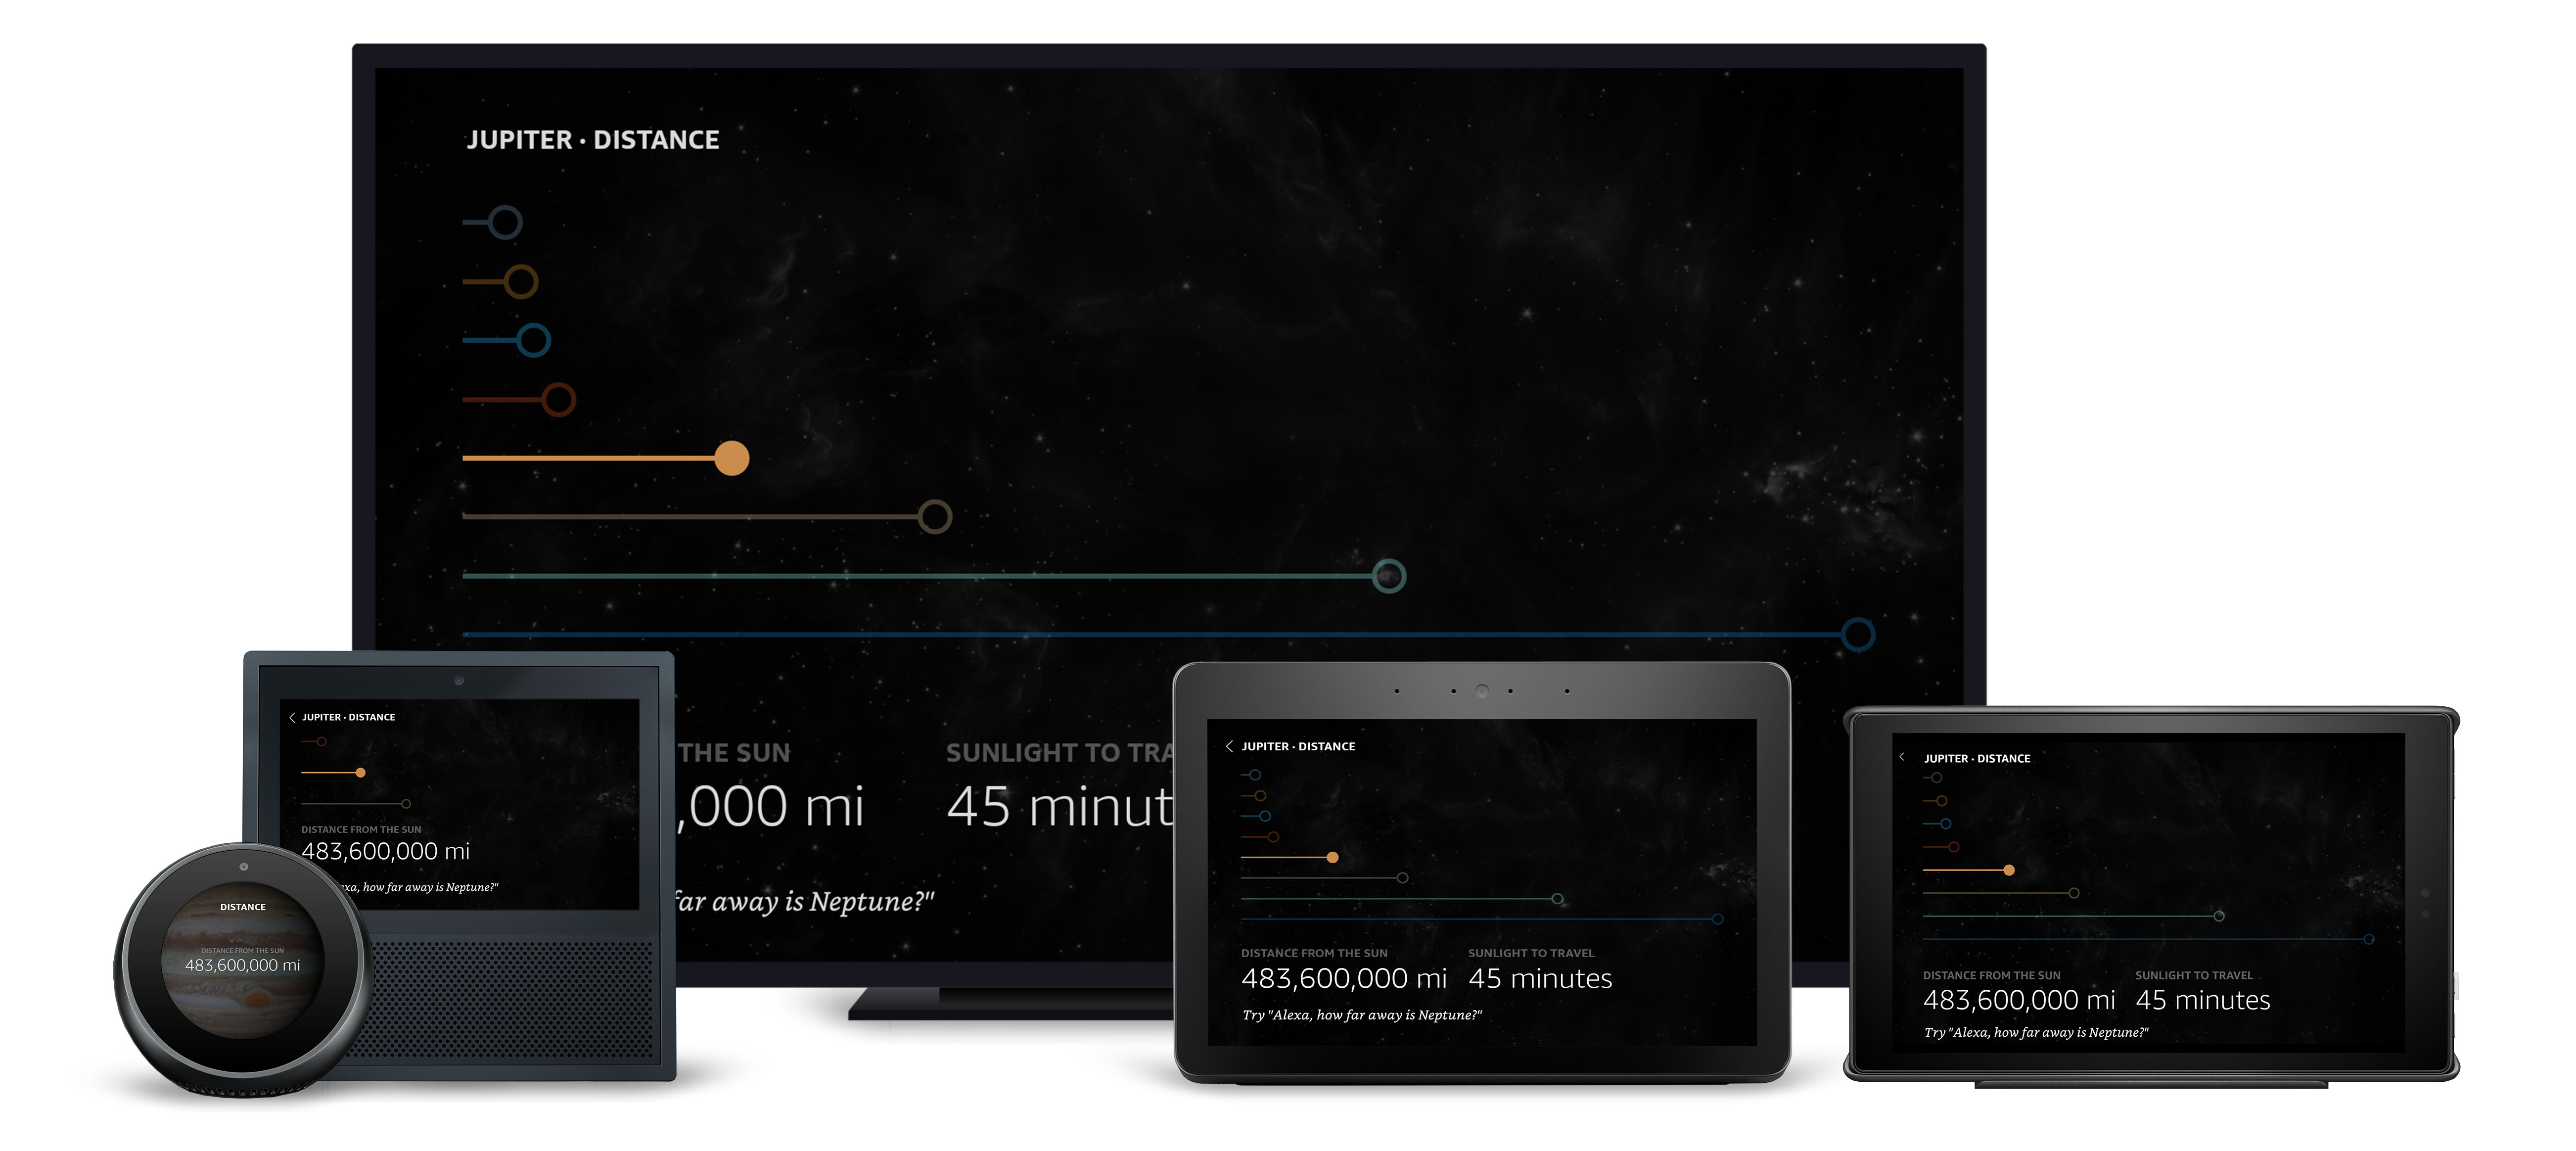 JUPITER · DISTANCE
THE SUN
,000 mi
SUNLIGHT TO TRA
45 minut
far away is Neptune?"
JUPITER · DISTANCE
DISTANCE FROM THE SUN
483,600,000 mi
exa, how far away is Neptune?"
DISTANCE
DISTANCE FROM THE SUN
483,600,000 mi
JUPITER · DISTANCE
DISTANCE FROM THE SUN
483,600,000 mi
SUNLIGHT TO TRAVEL
45 minutes
Try "Alexa, how far away is Neptune?"
JUPITER · DISTANCE
DISTANCE FROM THE SUN
483,600,000 mi
SUNLIGHT TO TRAVEL
45 minutes
Try "Alexa, how far away is Neptune?"